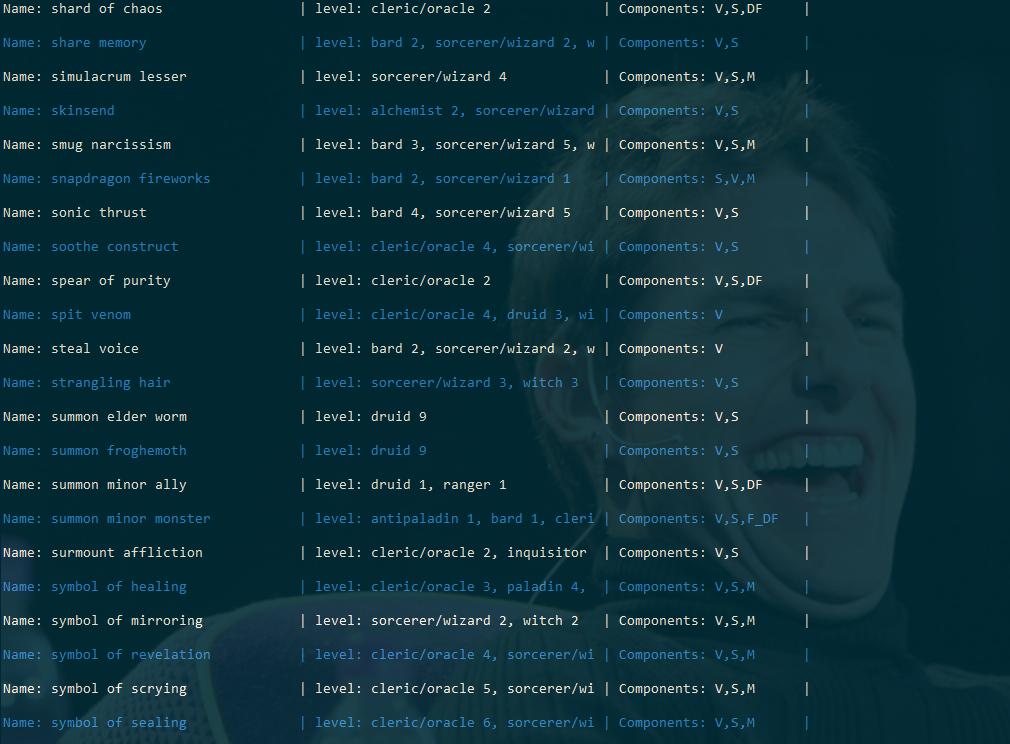 Name: shard of chaos | level: cleric/oracle 2 | Components: V,S,DF |
Name: share memory | level: bard 2, sorcerer/wizard 2, w | Components: V,S |
Name: simulacrum lesser | level: sorcerer/wizard 4 | Components: V,S,M |
Name: skinsend | level: alchemist 2, sorcerer/wizard | Components: V,S |
Name: smug narcissism | level: bard 3, sorcerer/wizard 5, w | Components: V,S,M |
Name: snapdragon fireworks | level: bard 2, sorcerer/wizard 1 | Components: S,V,M |
Name: sonic thrust | level: bard 4, sorcerer/wizard 5 | Components: V,S |
Name: soothe construct | level: cleric/oracle 4, sorcerer/wi | Components: V,S |
Name: spear of purity | level: cleric/oracle 2 | Components: V,S,DF |
Name: spit venom | level: cleric/oracle 4, druid 3, wi | Components: V |
Name: steal voice | level: bard 2, sorcerer/wizard 2, w | Components: V |
Name: strangling hair | level: sorcerer/wizard 3, witch 3 | Components: V,S |
Name: summon elder worm | level: druid 9 | Components: V,S |
Name: summon froghemoth | level: druid 9 | Components: V,S |
Name: summon minor ally | level: druid 1, ranger 1 | Components: V,S,DF |
Name: summon minor monster | level: antipaladin 1, bard 1, cleri | Components: V,S,F_DF |
Name: surmount affliction | level: cleric/oracle 2, inquisitor | Components: V,S |
Name: symbol of healing | level: cleric/oracle 3, paladin 4, | Components: V,S,M |
Name: symbol of mirroring | level: sorcerer/wizard 2, witch 2 | Components: V,S,M |
Name: symbol of revelation | level: cleric/oracle 4, sorcerer/wi | Components: V,S,M |
Name: symbol of scrying | level: cleric/oracle 5, sorcerer/wi | Components: V,S,M |
Name: symbol of sealing | level: cleric/oracle 6, sorcerer/wi | Components: V,S,M |